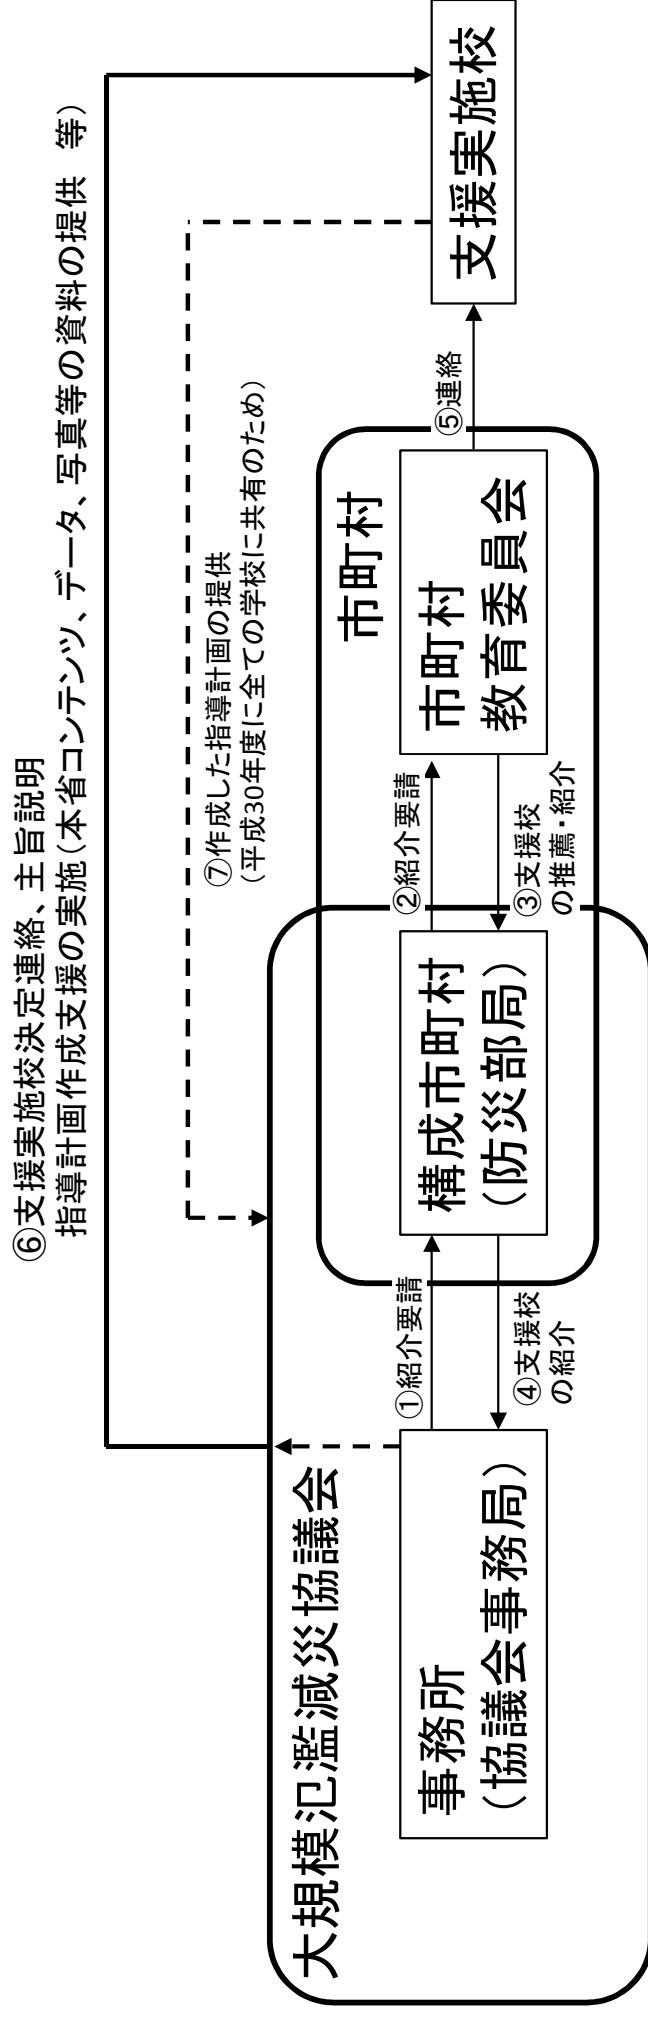 ⑥支援実施校決定連絡、主旨説明
指導計画作成支援の実施(本省コンテンツ、データ、写真等の資料の提供 等)
⑦作成した指導計画の提供
(平成30年度に全ての学校に共有のため)
大規模氾濫減災協議会
市町村
事務所
(協議会事務局)
①紹介要請
④支援校
の紹介
構成市町村
(防災部局)
②紹介要請
③支援校
の推薦・紹介
市町村
教育委員会
⑤連絡
支援実施校